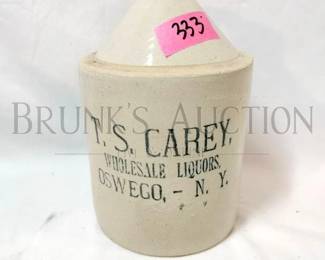 333
BRUNK'S AUCTION
T. S. CAREY,
WHOLESALE LIQUORS,
OSWEGO, - N. Y.